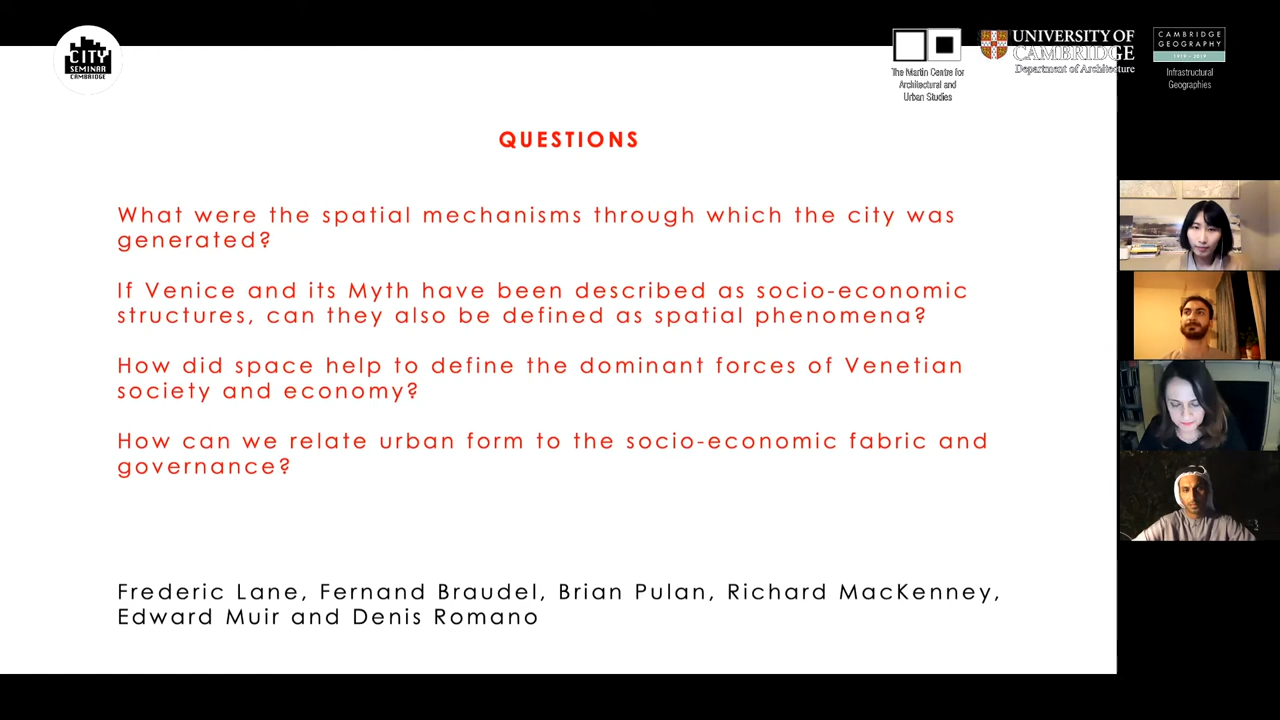 CITY
SEMINAR
CAMBRIDGE
The Martin Centre for
Architectural and
Urban Studies
UNIVERSITY OF
CAMBRIDGE
Department of Architecture
CAMBRIDGE
GEOGRAPHY
1919 - 2019
Infrastructural
Geographies
QUESTIONS
What were the spatial mechanisms through which the city was
generated?
If Venice and its Myth have been described as socio-economic
structures, can they also be defined as spatial phenomena?
How did space help to define the dominant forces of Venetian
society and economy?
How can we relate urban form to the socio-economic fabric and
governance?
Frederic Lane, Fernand Braudel, Brian Pulan, Richard MacKenney,
Edward Muir and Denis Romano